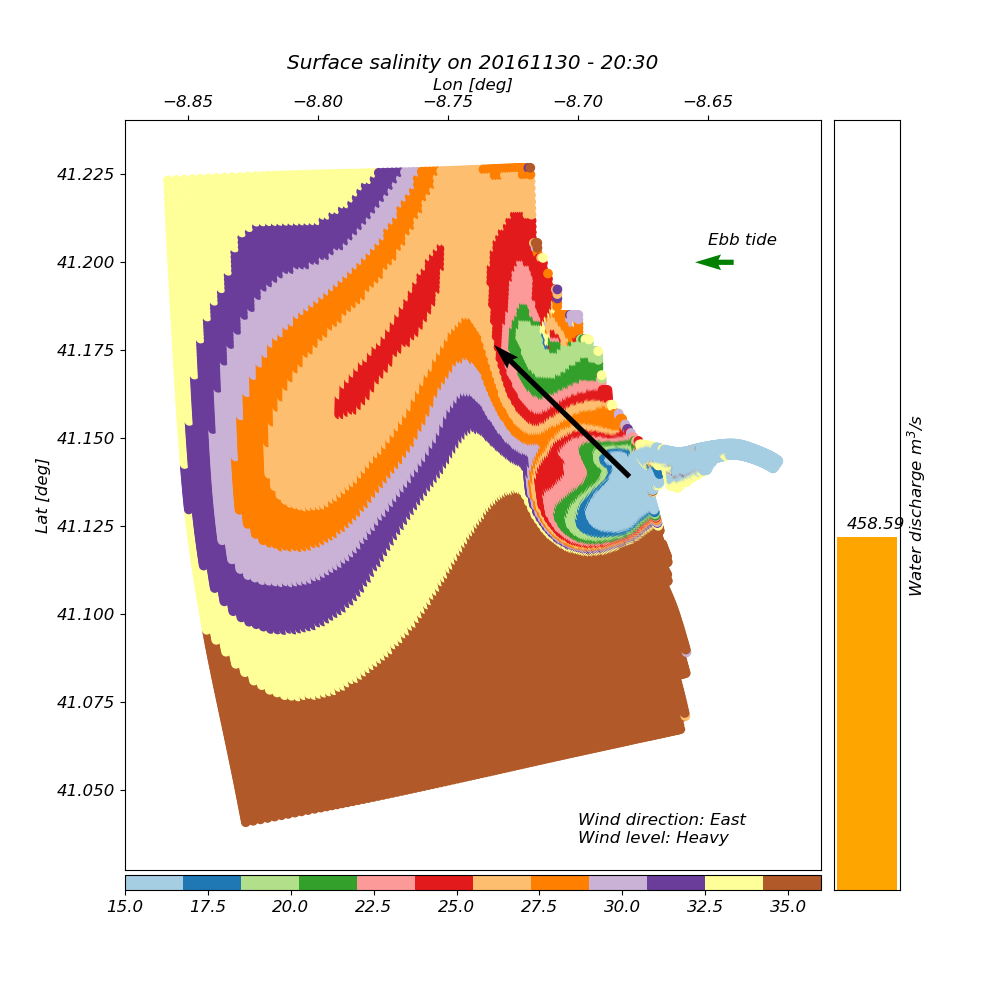 Surface salinity on 20161130 - 20:30
Lon [deg]
−8.85 −8.80 −8.75 −8.70 −8.65
41.225
41.200
41.175
41.150
41.125
41.100
41.075
41.050
Lat [deg]
Ebb tide
Wind direction: East
Wind level: Heavy
458.59
Water discharge m³/s
15.0 17.5 20.0 22.5 25.0 27.5 30.0 32.5 35.0